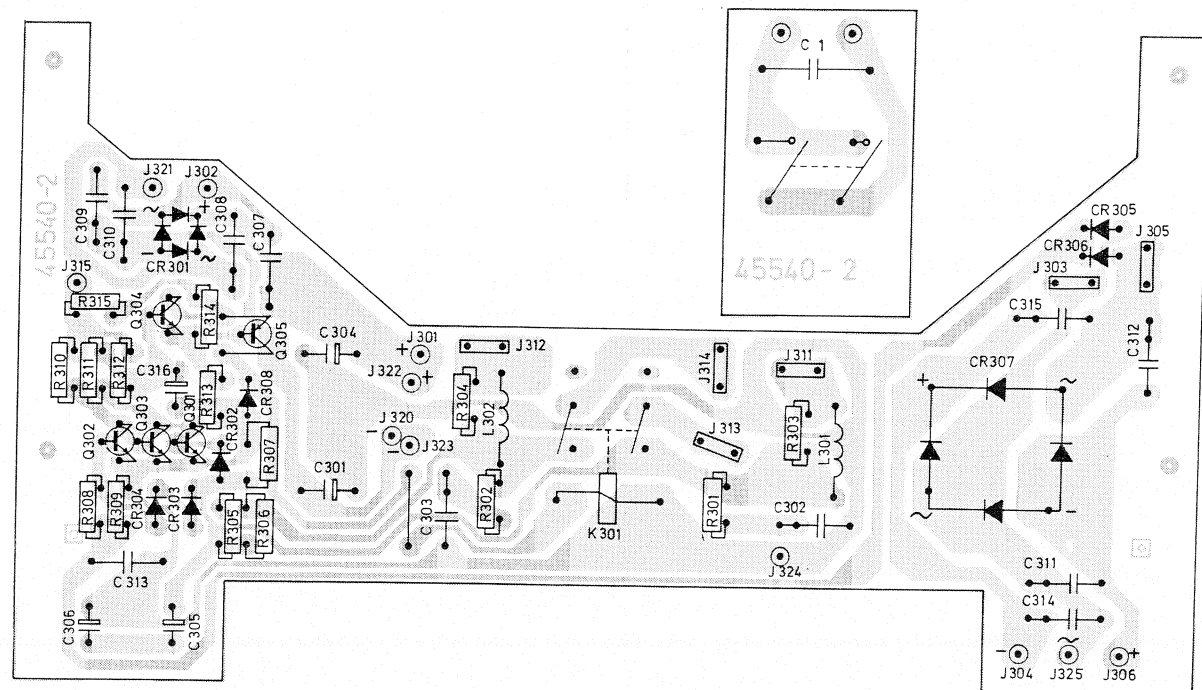 C 1
45540-2
45540-2
J321
J302
C309
C310
~
+
C308
C307
-
~
CR301
J315
R315
Q304
R314
Q305
R310
R311
R312
C316
R313
CR308
Q302
Q303
Q301
CR302
R307
R308
R309
CR304
CR303
R305
R306
C313
C306
C305
C304
+
J301
J322
+
J320
-
-
J323
C301
C303
J312
R304
L302
R302
K301
J314
J313
J311
R303
L301
R301
C302
J324
CR305
CR306
J305
J303
C315
C312
CR307
+
~
~
-
C311
C314
-
~
+
J304
J325
J306